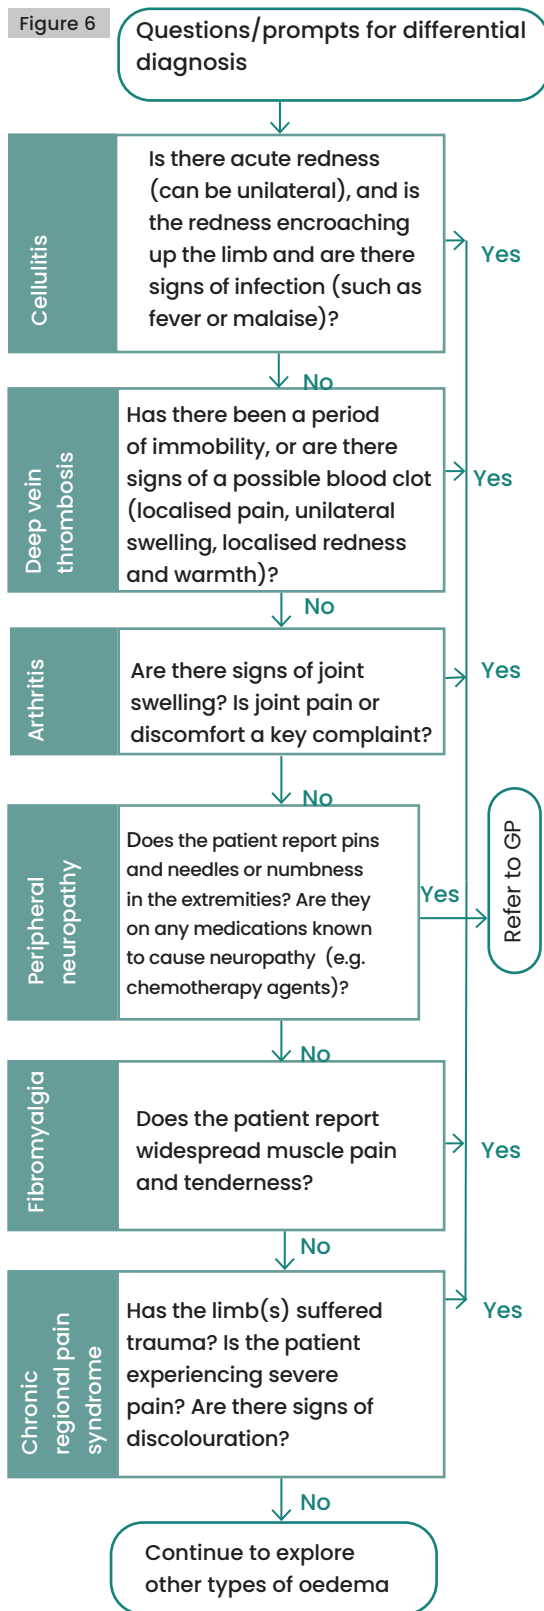 Figure 6
Questions/prompts for differential
diagnosis
Cellulitis
Is there acute redness
(can be unilateral), and is
the redness encroaching
up the limb and are there
signs of infection (such as
fever or malaise)?
Yes
No
Deep vein
thrombosis
Has there been a period
of immobility, or are there
signs of a possible blood clot
(localised pain, unilateral
swelling, localised redness
and warmth)?
Yes
No
Arthritis
Are there signs of joint
swelling? Is joint pain or
discomfort a key complaint?
Yes
No
Peripheral
neuropathy
Does the patient report pins
and needles or numbness
in the extremities? Are they
on any medications known
to cause neuropathy (e.g.
chemotherapy agents)?
Yes
Refer to GP
No
Fibromyalgia
Does the patient report
widespread muscle pain
and tenderness?
Yes
No
Chronic
regional pain
syndrome
Has the limb(s) suffered
trauma? Is the patient
experiencing severe
pain? Are there signs of
discolouration?
Yes
No
Continue to explore
other types of oedema